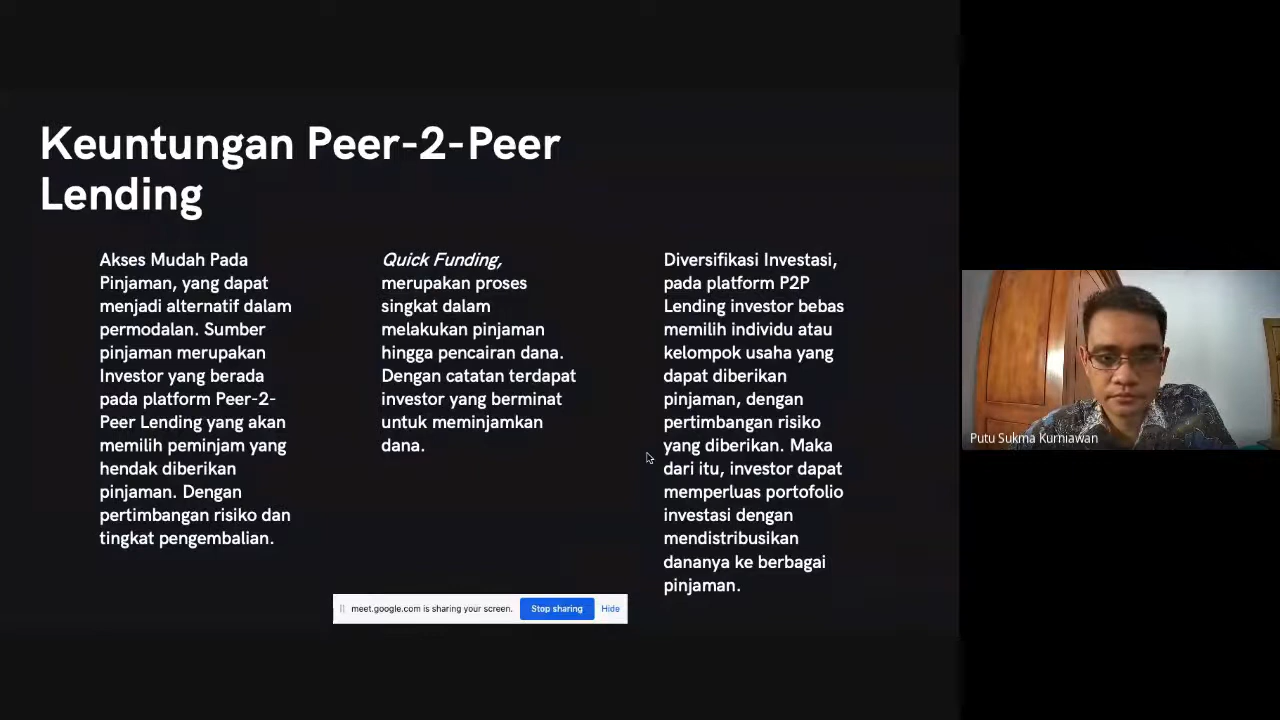 Keuntungan Peer-2-Peer
Lending
Akses Mudah Pada
Pinjaman, yang dapat
menjadi alternatif dalam
permodalan. Sumber
pinjaman merupakan
Investor yang berada
pada platform Peer-2-
Peer Lending yang akan
memilih peminjam yang
hendak diberikan
pinjaman. Dengan
pertimbangan risiko dan
tingkat pengembalian.
Quick Funding,
merupakan proses
singkat dalam
melakukan pinjaman
hingga pencairan dana.
Dengan catatan terdapat
investor yang berminat
untuk meminjamkan
dana.
Diversifikasi Investasi,
pada platform P2P
Lending investor bebas
memilih individu atau
kelompok usaha yang
dapat diberikan
pinjaman, dengan
pertimbangan risiko
yang diberikan. Maka
dari itu, investor dapat
memperluas portofolio
investasi dengan
mendistribusikan
dananya ke berbagai
pinjaman.
meet.google.com is sharing your screen. Stop sharing Hide
Putu Sukma Kurniawan